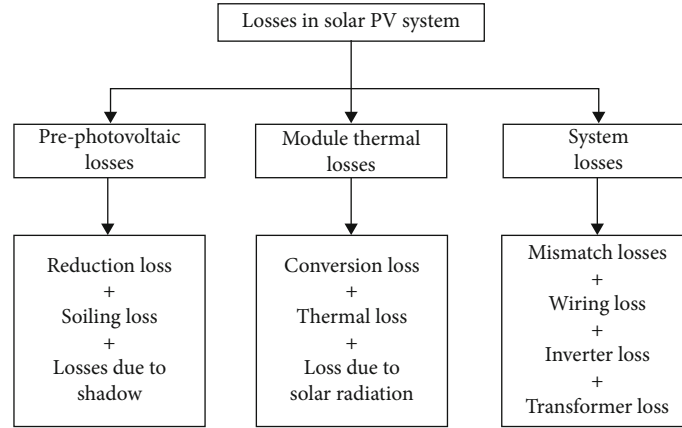 Losses in solar PV system
Pre-photovoltaic
losses
Module thermal
losses
System
losses
Reduction loss
+
Soiling loss
+
Losses due to
shadow
Conversion loss
+
Thermal loss
+
Loss due to
solar radiation
Mismatch losses
+
Wiring loss
+
Inverter loss
+
Transformer loss